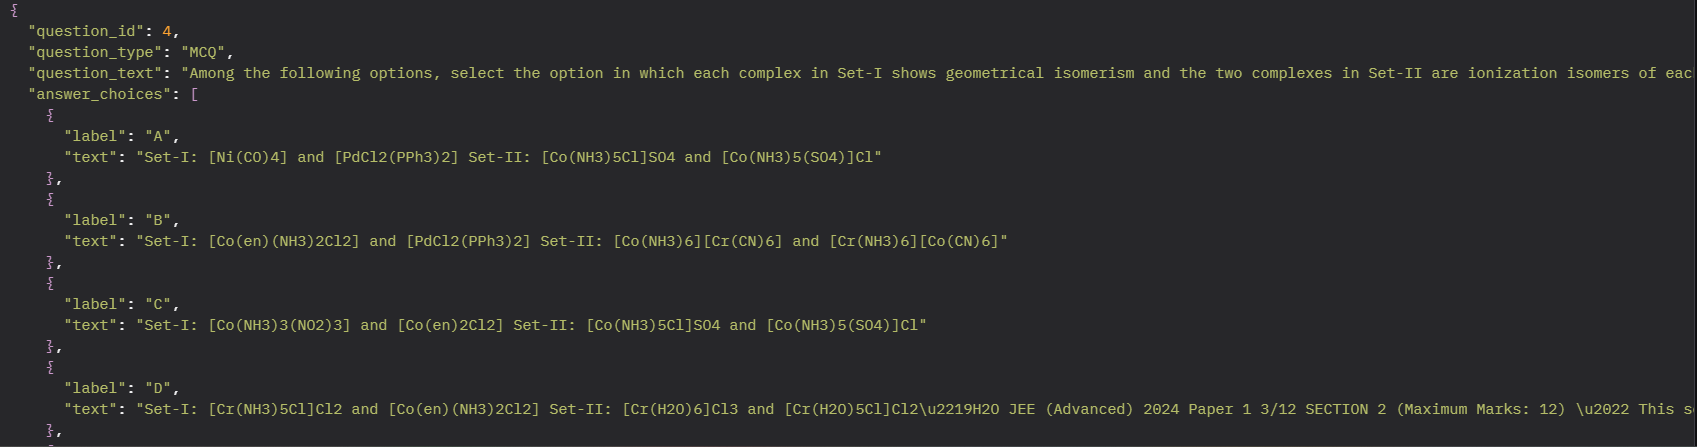 {
"question_id": 4,
"question_type": "MCQ",
"question_text": "Among the following options, select the option in which each complex in Set-I shows geometrical isomerism and the two complexes in Set-II are ionization isomers of eac
"answer_choices": [
{
"label": "A",
"text": "Set-I: [Ni(CO)4] and [PdCl2(PPh3)2] Set-II: [Co(NH3)5Cl]SO4 and [Co(NH3)5(SO4)]Cl"
},
{
"label": "B",
"text": "Set-I: [Co(en)(NH3)2Cl2] and [PdCl2(PPh3)2] Set-II: [Co(NH3)6][Cr(CN)6] and [Cr(NH3)6][Co(CN)6]"
},
{
"label": "C",
"text": "Set-I: [Co(NH3)3(NO2)3] and [Co(en)2Cl2] Set-II: [Co(NH3)5Cl]SO4 and [Co(NH3)5(SO4)]Cl"
},
{
"label": "D",
"text": "Set-I: [Cr(NH3)5Cl]Cl2 and [Co(en)(NH3)2Cl2] Set-II: [Cr(H2O)6]Cl3 and [Cr(H2O)5Cl]Cl2\u2219H2O JEE (Advanced) 2024 Paper 1 3/12 SECTION 2 (Maximum Marks: 12) \u2022 This s
},